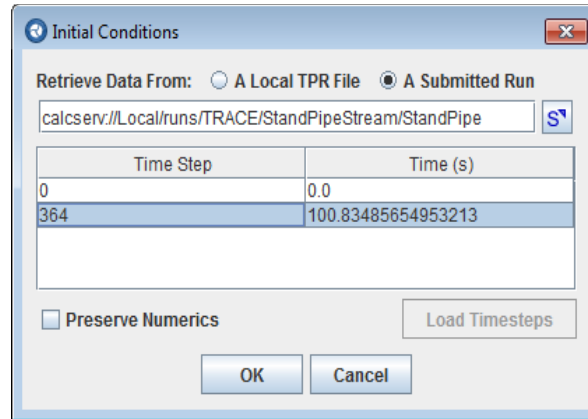 Initial Conditions
Retrieve Data From: A Local TPR File A Submitted Run
calcserv://Local/runs/TRACE/StandPipeStream/StandPipe S
Time Step Time (s)
0 0.0
364 100.83485654953213
Preserve Numerics Load Timesteps
OK Cancel